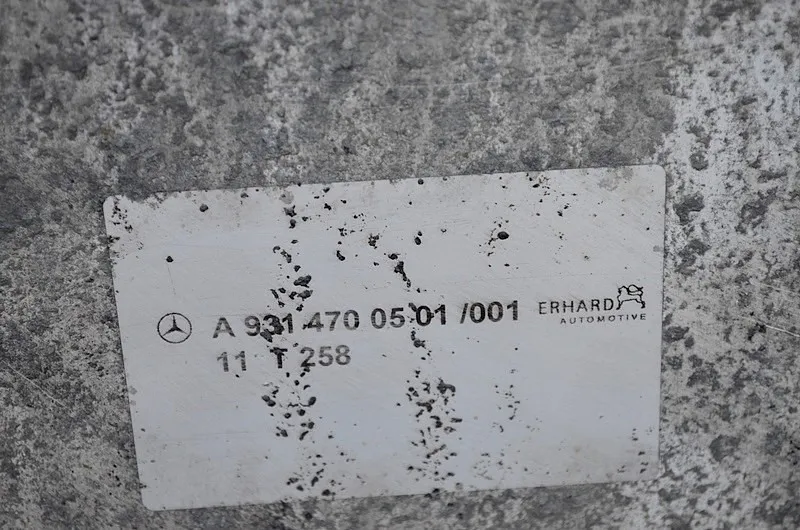 A 931 470 05 01 /001
ERHARD
AUTOMOTIVE
11 T 258